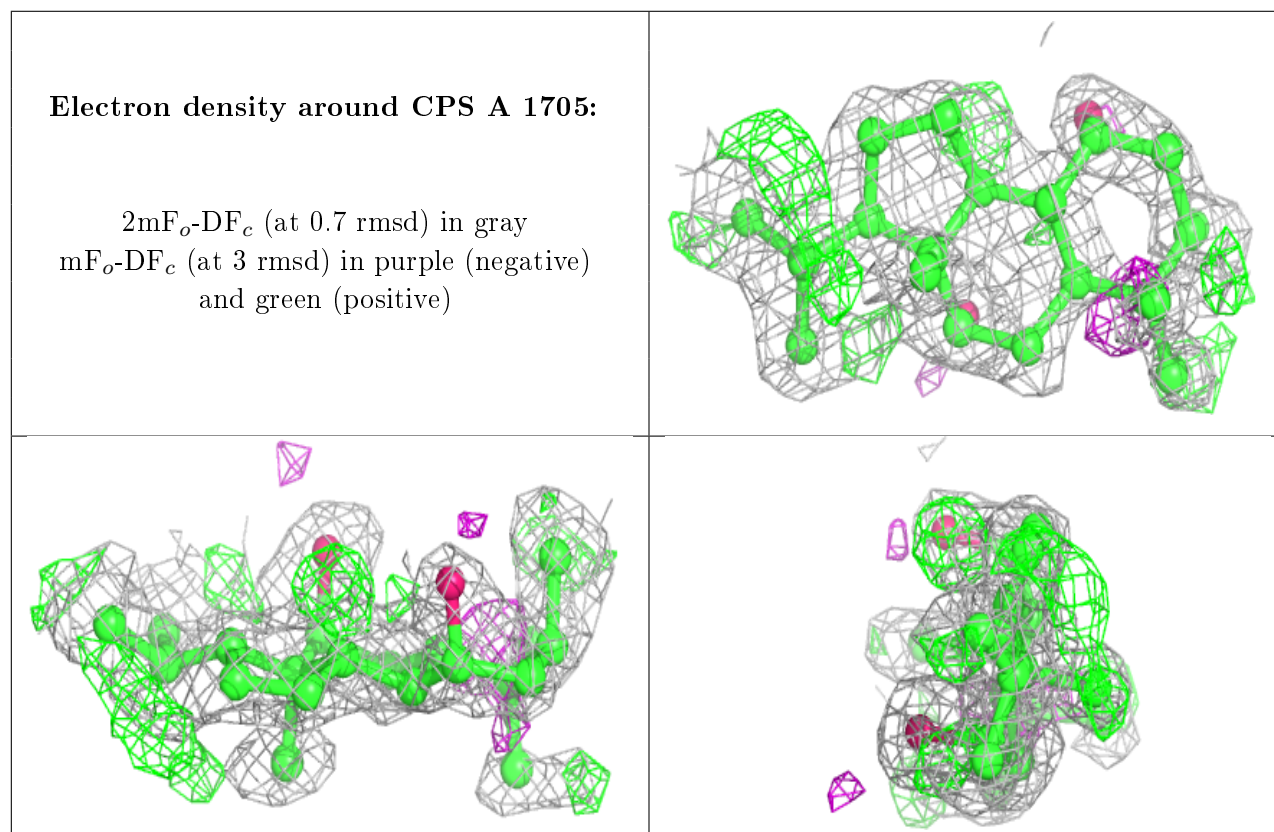 Electron density around CPS A 1705:
2mFo-DFc (at 0.7 rmsd) in gray
mFo-DFc (at 3 rmsd) in purple (negative)
and green (positive)